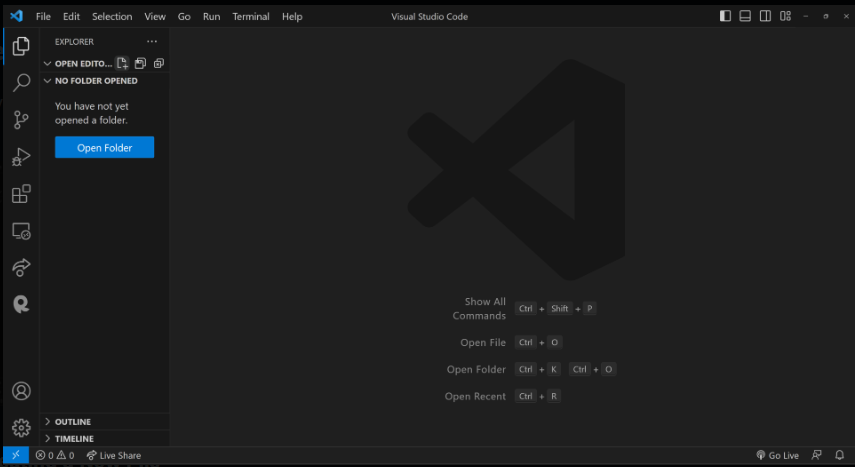 File Edit Selection View Go Run Terminal Help Visual Studio Code
EXPLORER ...
OPEN EDITO...
NO FOLDER OPENED
You have not yet
opened a folder.
Open Folder
Show All
Commands Ctrl + Shift + P
Open File Ctrl + O
Open Folder Ctrl + K Ctrl + O
Open Recent Ctrl + R
OUTLINE
TIMELINE
0 0 Live Share Go Live